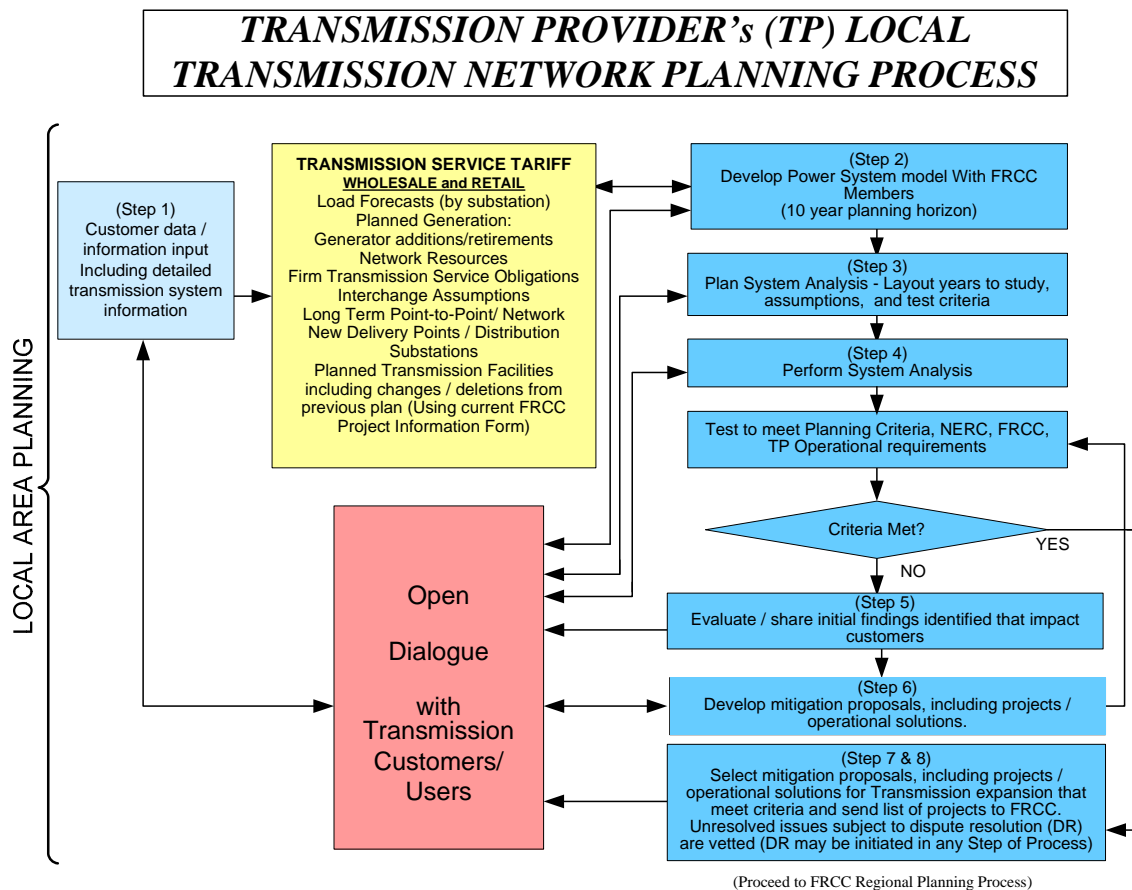 TRANSMISSION PROVIDER's (TP) LOCAL
TRANSMISSION NETWORK PLANNING PROCESS
LOCAL AREA PLANNING
(Step 1)
Customer data /
information input
Including detailed
transmission system
information
TRANSMISSION SERVICE TARIFF
WHOLESALE and RETAIL
Load Forecasts (by substation)
Planned Generation:
Generator additions/retirements
Network Resources
Firm Transmission Service Obligations
Interchange Assumptions
Long Term Point-to-Point/ Network
New Delivery Points / Distribution
Substations
Planned Transmission Facilities
including changes / deletions from
previous plan (Using current FRCC
Project Information Form)
(Step 2)
Develop Power System model With FRCC
Members
(10 year planning horizon)
(Step 3)
Plan System Analysis - Layout years to study,
assumptions,  and test criteria
(Step 4)
Perform System Analysis
Test to meet Planning Criteria, NERC, FRCC,
TP Operational requirements
Criteria Met?
YES
NO
(Step 5)
Evaluate / share initial findings identified that impact
customers
(Step 6)
Develop mitigation proposals, including projects /
operational solutions.
(Step 7 & 8)
Select mitigation proposals, including projects /
operational solutions for Transmission expansion that
meet criteria and send list of projects to FRCC.
Unresolved issues subject to dispute resolution (DR)
are vetted (DR may be initiated in any Step of Process)
Open
Dialogue
with
Transmission
Customers/
Users
(Proceed to FRCC Regional Planning Process)